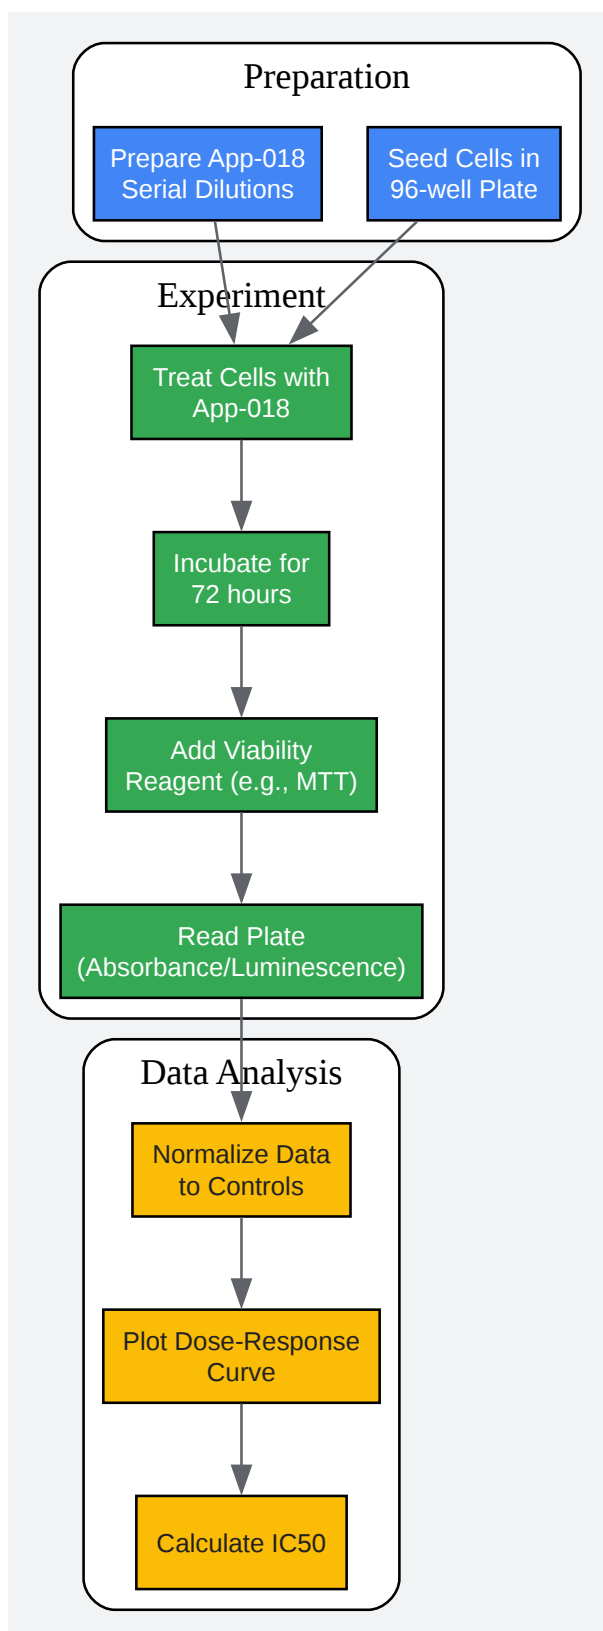 Preparation
Prepare App-018
Serial Dilutions
Seed Cells in
96-well Plate
Experiment
Treat Cells with
App-018
Incubate for
72 hours
Add Viability
Reagent (e.g., MTT)
Read Plate
(Absorbance/Luminescence)
Data Analysis
Normalize Data
to Controls
Plot Dose-Response
Curve
Calculate IC50